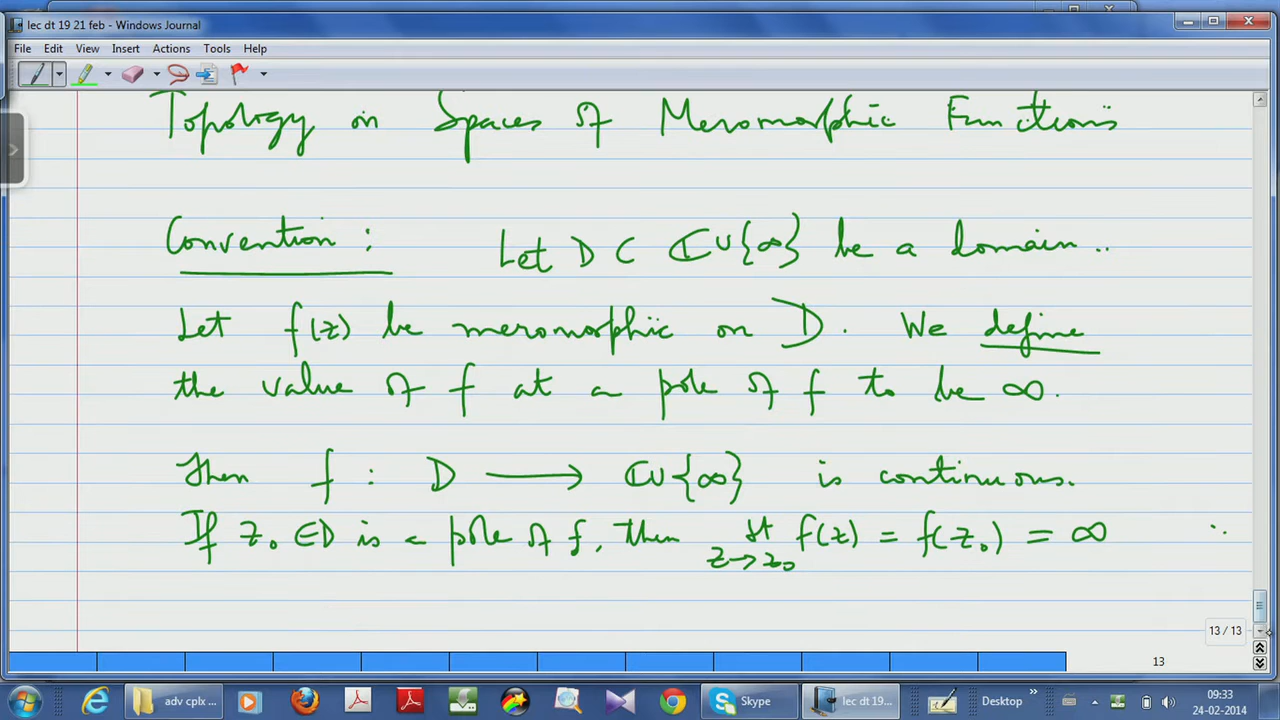 lec dt 19 21 feb - Windows Journal
File Edit View Insert Actions Tools Help
Topology on Spaces of Meromorphic Functions
Convention : Let D ⊂ ℂ∪{∞} be a domain ..
Let f(z) be meromorphic on D. We define
the value of f at a pole of f to be ∞.
Then f : D ⟶ ℂ∪{∞} is continuous.
If z₀ ∈ D is a pole of f, then lt f(z) = f(z₀) = ∞
z→z₀
13 / 13
13
adv cplx ...
Skype
lec dt 19...
Desktop
09:33
24-02-2014